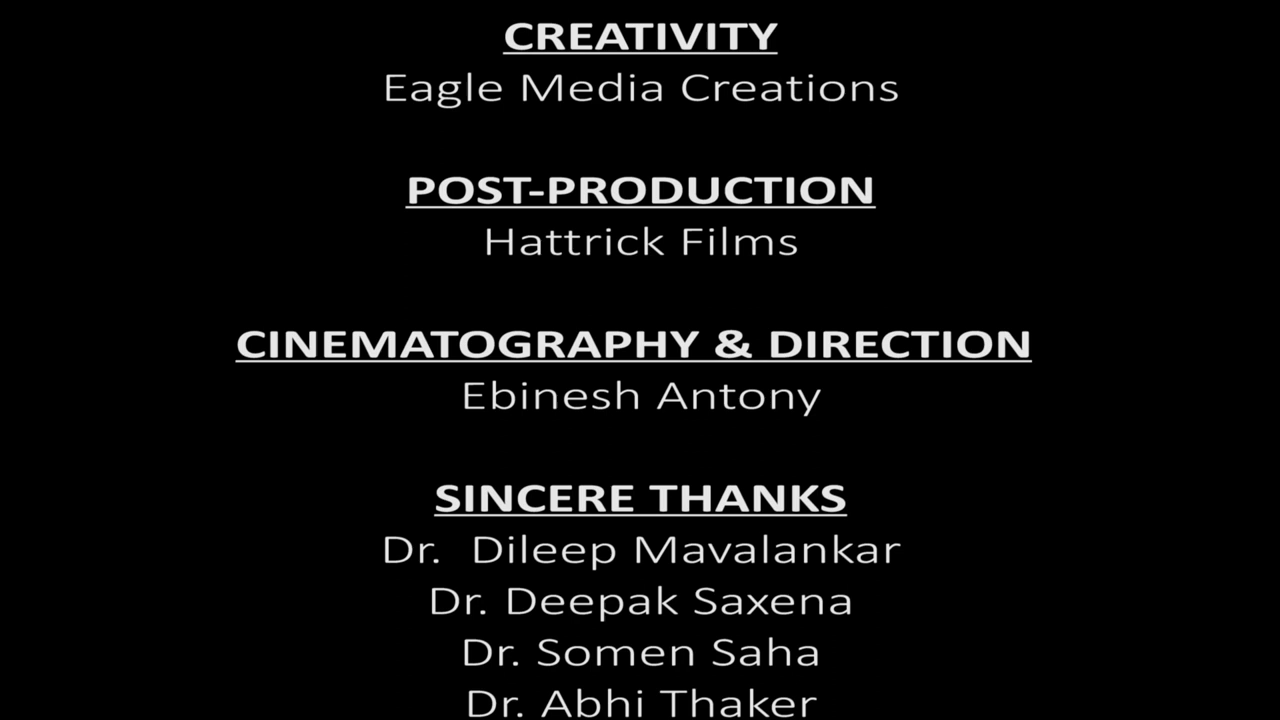 CREATIVITY
Eagle Media Creations
POST-PRODUCTION
Hattrick Films
CINEMATOGRAPHY & DIRECTION
Ebinesh Antony
SINCERE THANKS
Dr.  Dileep Mavalankar
Dr. Deepak Saxena
Dr. Somen Saha
Dr. Abhi Thaker